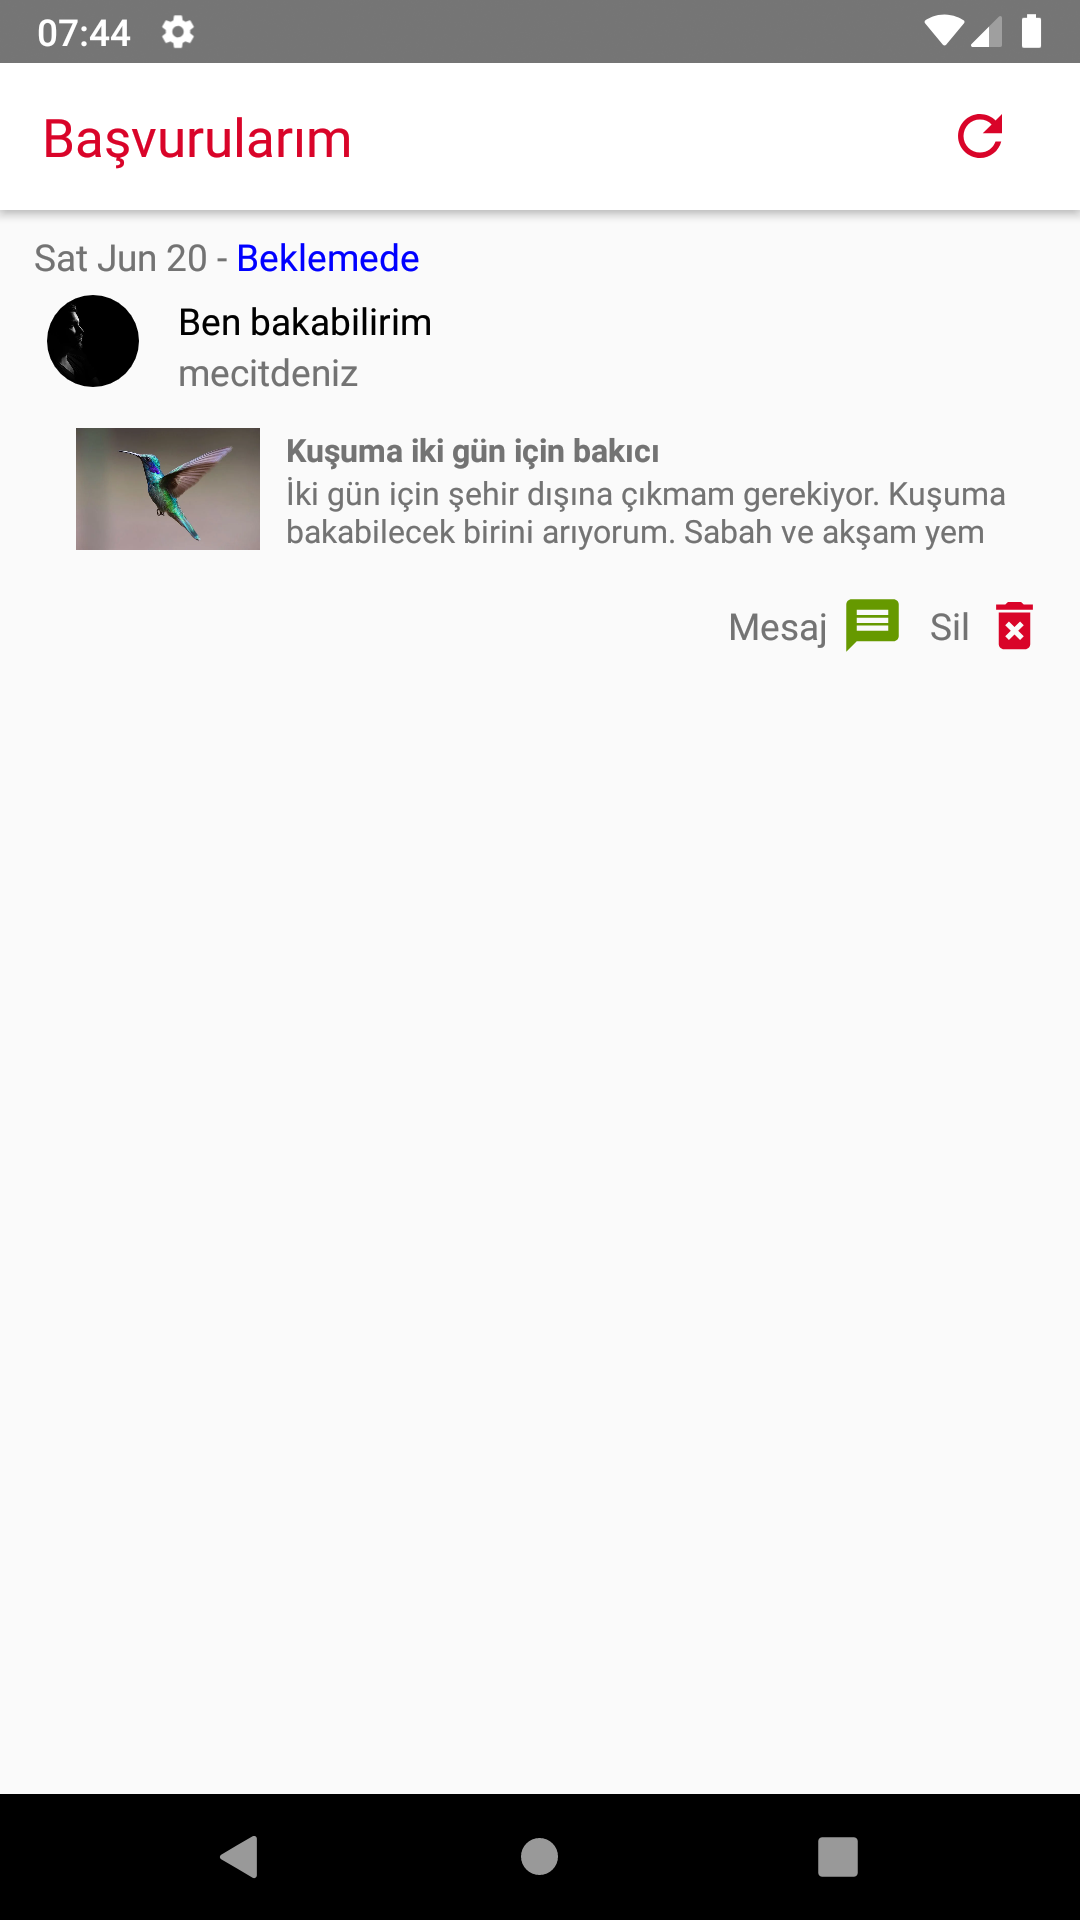 07:44
Başvurularım
Sat Jun 20 - Beklemede
Ben bakabilirim
mecitdeniz
Kuşuma iki gün için bakıcı
İki gün için şehir dışına çıkmam gerekiyor. Kuşuma
bakabilecek birini arıyorum. Sabah ve akşam yem
Mesaj Sil